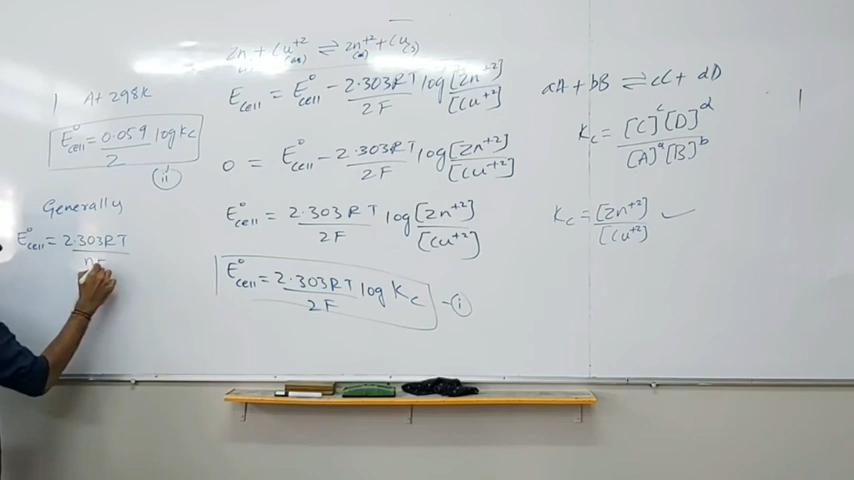 At 298K
E°cell = 0.059/2 log Kc
(ii)
Generally
E°cell = 2.303RT/nF
Zn + Cu+2(aq) ⇌ Zn+2(aq) + Cu(s)
Ecell = E°cell - 2.303RT/2F log [Zn+2]/[Cu+2]
0 = E°cell - 2.303RT/2F log [Zn+2]/[Cu+2]
E°cell = 2.303RT/2F log [Zn+2]/[Cu+2]
E°cell = 2.303RT/2F log Kc - (i)
aA + bB ⇌ cC + dD
Kc = [C]^c [D]^d/[A]^a [B]^b
Kc = [Zn+2]/[Cu+2] ✓